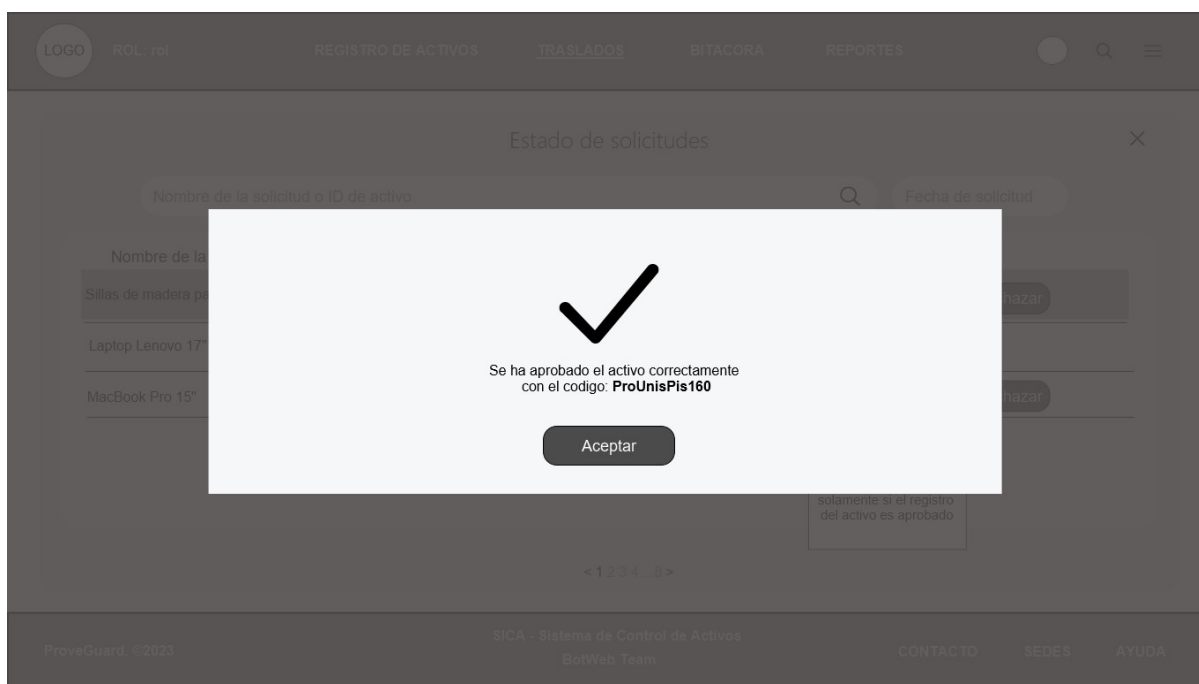 LOGO
ROL: rol
REGISTRO DE ACTIVOS
TRASLADOS
BITACORA
REPORTES
Estado de solicitudes
Nombre de la solicitud o ID de activo
Fecha de solicitud
Nombre de la
Sillas de madera pa
hazar
Laptop Lenovo 17"
MacBook Pro 15"
hazar
Se ha aprobado el activo correctamente
con el codigo: ProUnisPis160
Aceptar
solamente si el registro
del activo es aprobado
< 1 2 3 4 ...8 >
ProveGuard. ©2023
SICA - Sistema de Control de Activos
BotWeb Team
CONTACTO
SEDES
AYUDA